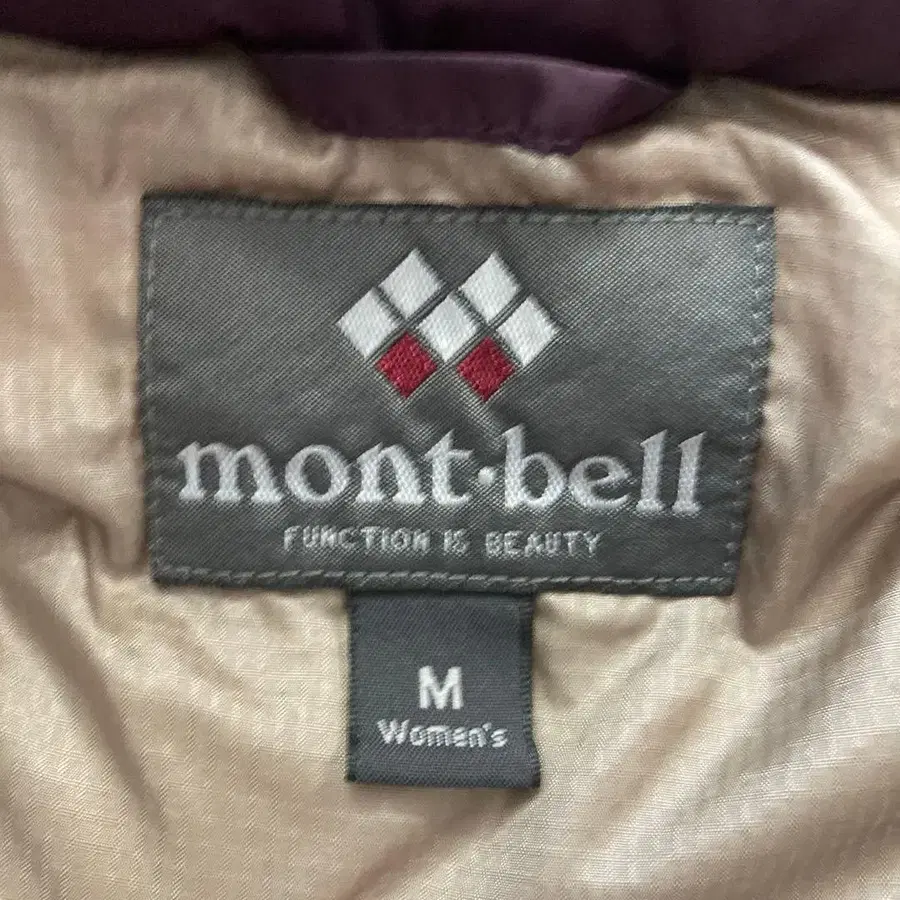 mont·bell
FUNCTION IS BEAUTY
M
Women's